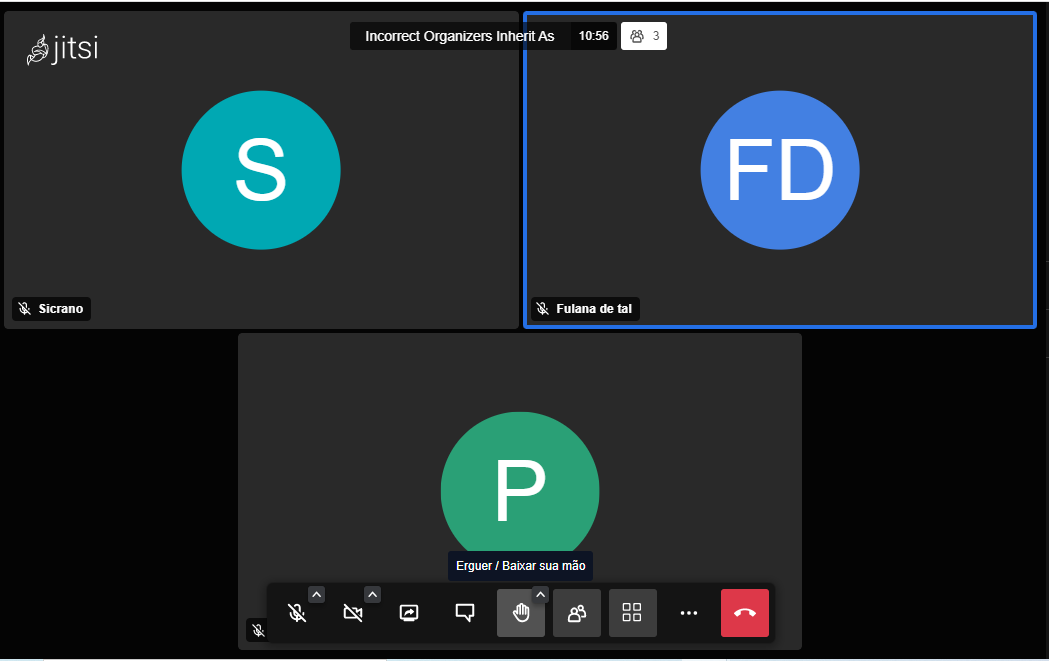 jitsi
Incorrect Organizers Inherit As 10:56 3
S
FD
Sicrano
Fulana de tal
P
Erguer / Baixar sua mão